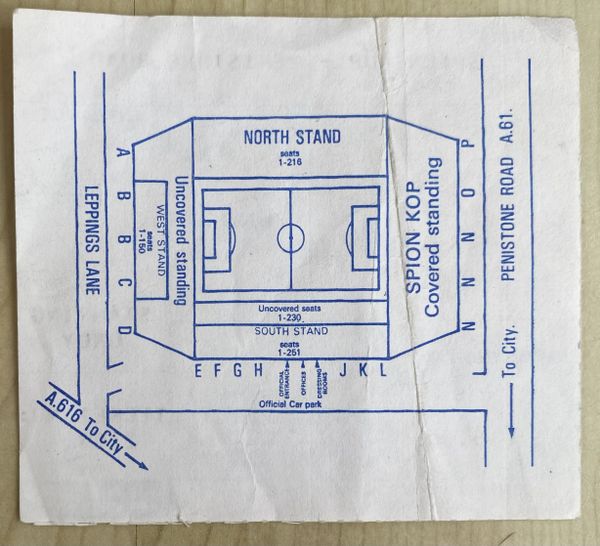 NORTH STAND
seats
1-216
A
B
B
C
D
LEPPINGS LANE
WEST STAND
seats
1-150
Uncovered standing
SPION KOP
Covered standing
P
O
N
N
N
PENISTONE ROAD A.61.
To City.
Uncovered seats
1-230
SOUTH STAND
seats
1-251
E F G H
OFFICIAL
ENTRANCE
OFFICES
DRESSING
ROOMS
J K L
Official Car park
A.616 To City